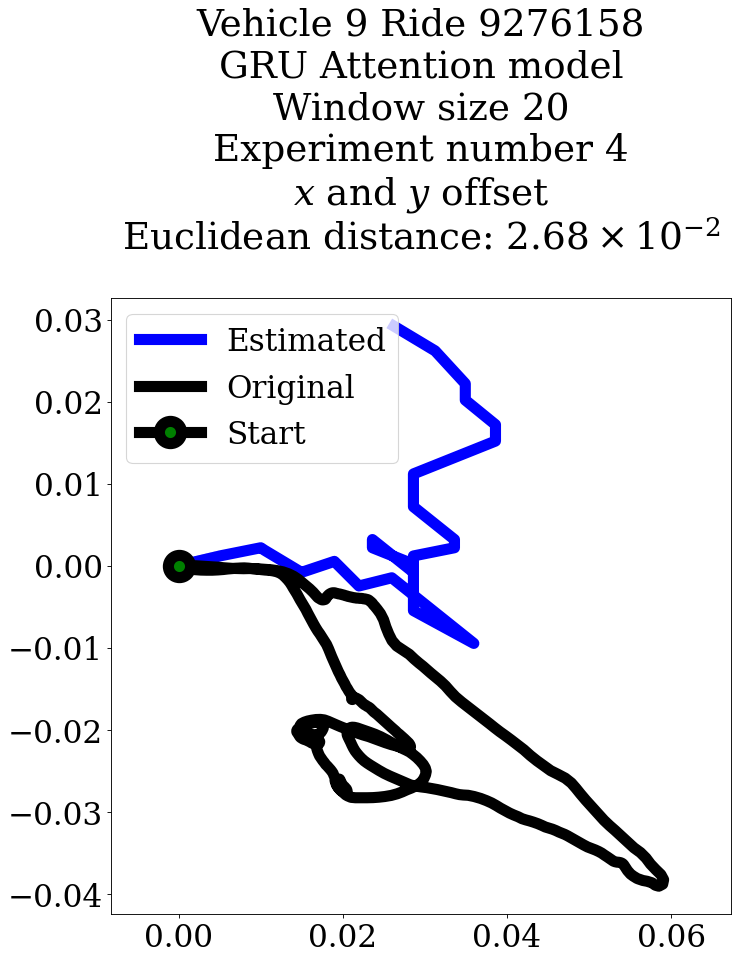 Vehicle 9 Ride 9276158
GRU Attention model
Window size 20
Experiment number 4
x and y offset
Euclidean distance: 2.68 × 10⁻²
Estimated
Original
Start
0.03
0.02
0.01
0.00
−0.01
−0.02
−0.03
−0.04
0.00 0.02 0.04 0.06